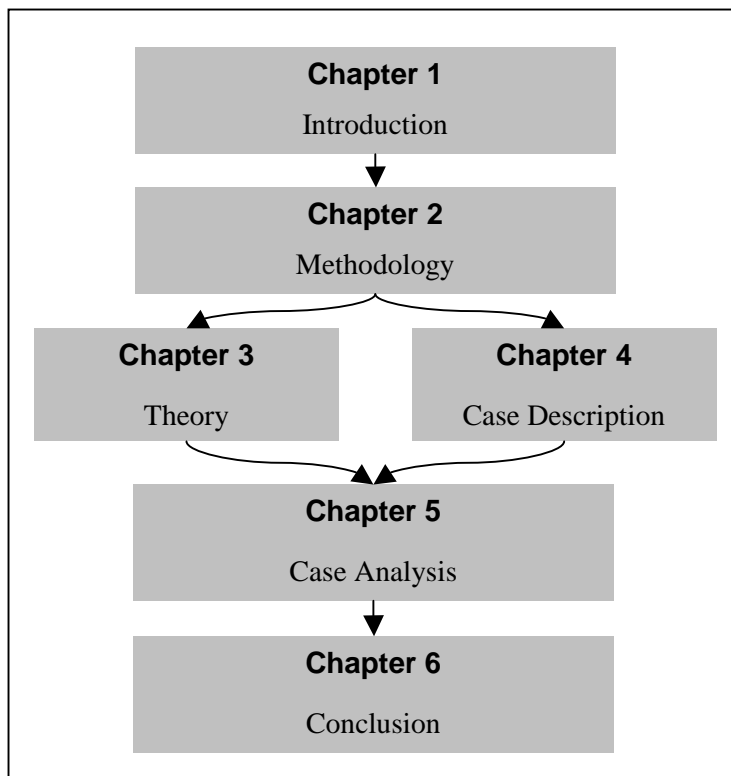 Chapter 1
Introduction
Chapter 2
Methodology
Chapter 3
Theory
Chapter 4
Case Description
Chapter 5
Case Analysis
Chapter 6
Conclusion